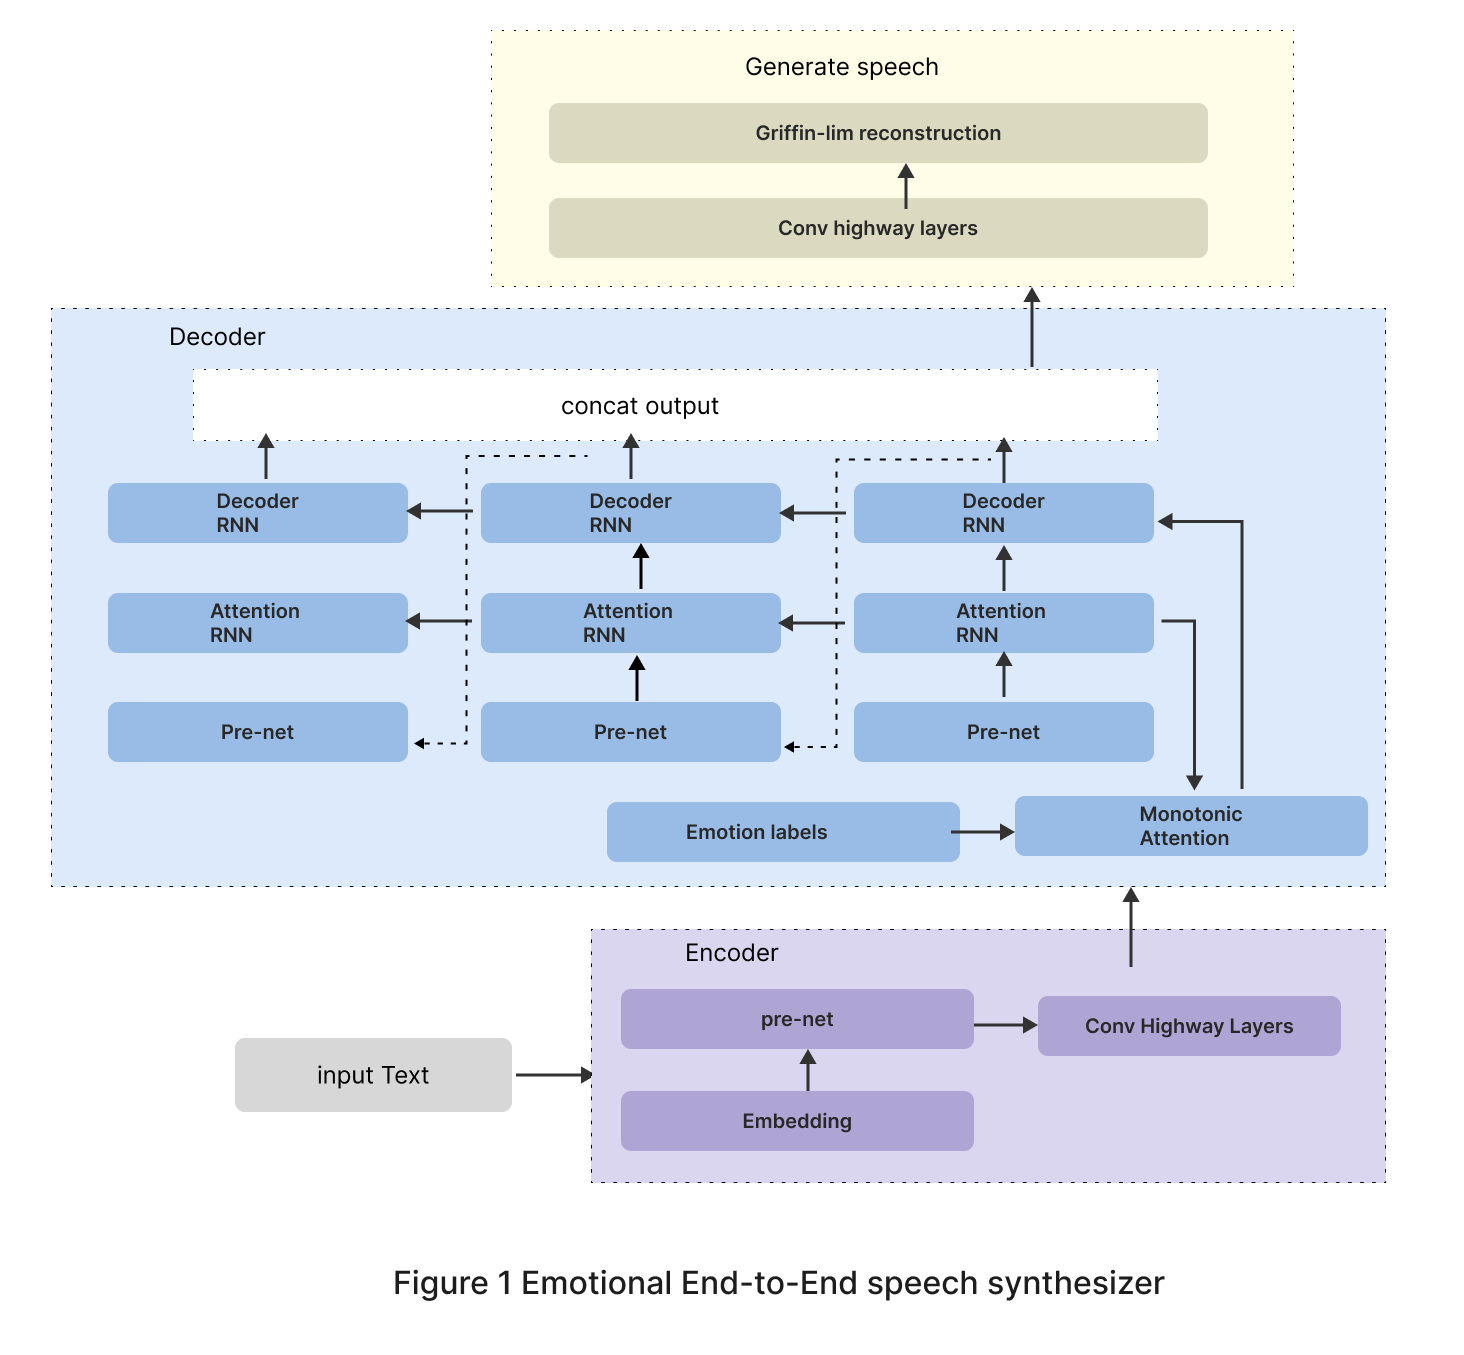 Generate speech
Griffin-lim reconstruction
Conv highway layers
Decoder
concat output
Decoder
RNN
Decoder
RNN
Decoder
RNN
Attention
RNN
Attention
RNN
Attention
RNN
Pre-net
Pre-net
Pre-net
Emotion labels
Monotonic
Attention
Encoder
pre-net
Conv Highway Layers
input Text
Embedding
Figure 1 Emotional End-to-End speech synthesizer